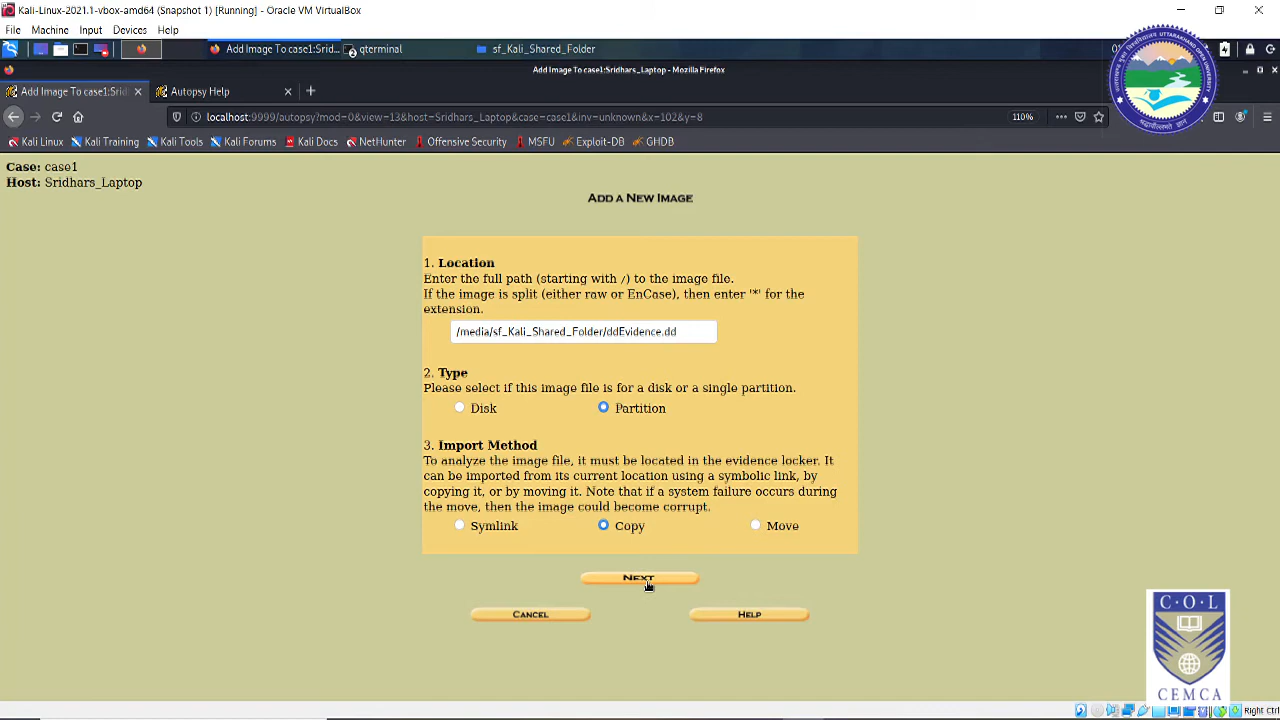 Kali-Linux-2021.1-vbox-amd64 (Snapshot 1) [Running] - Oracle VM VirtualBox
File Machine Input Devices Help
Add Image To case1:Srid... qterminal sf_Kali_Shared_Folder
Add Image To case1:Sridhars_Laptop - Mozilla Firefox
Add Image To case1:Srid Autopsy Help
localhost:9999/autopsy?mod=0&view=13&host=Sridhars_Laptop&case=case1&inv=unknown&x=102&y=8 110%
Kali Linux Kali Training Kali Tools Kali Forums Kali Docs NetHunter Offensive Security MSFU Exploit-DB GHDB
Case: case1
Host: Sridhars_Laptop
ADD A NEW IMAGE
1. Location
Enter the full path (starting with /) to the image file.
If the image is split (either raw or EnCase), then enter '*' for the
extension.
/media/sf_Kali_Shared_Folder/ddEvidence.dd
2. Type
Please select if this image file is for a disk or a single partition.
Disk Partition
3. Import Method
To analyze the image file, it must be located in the evidence locker. It
can be imported from its current location using a symbolic link, by
copying it, or by moving it. Note that if a system failure occurs during
the move, then the image could become corrupt.
Symlink Copy Move
NEXT
CANCEL HELP
C·O·L
CEMCA
Right Ctrl